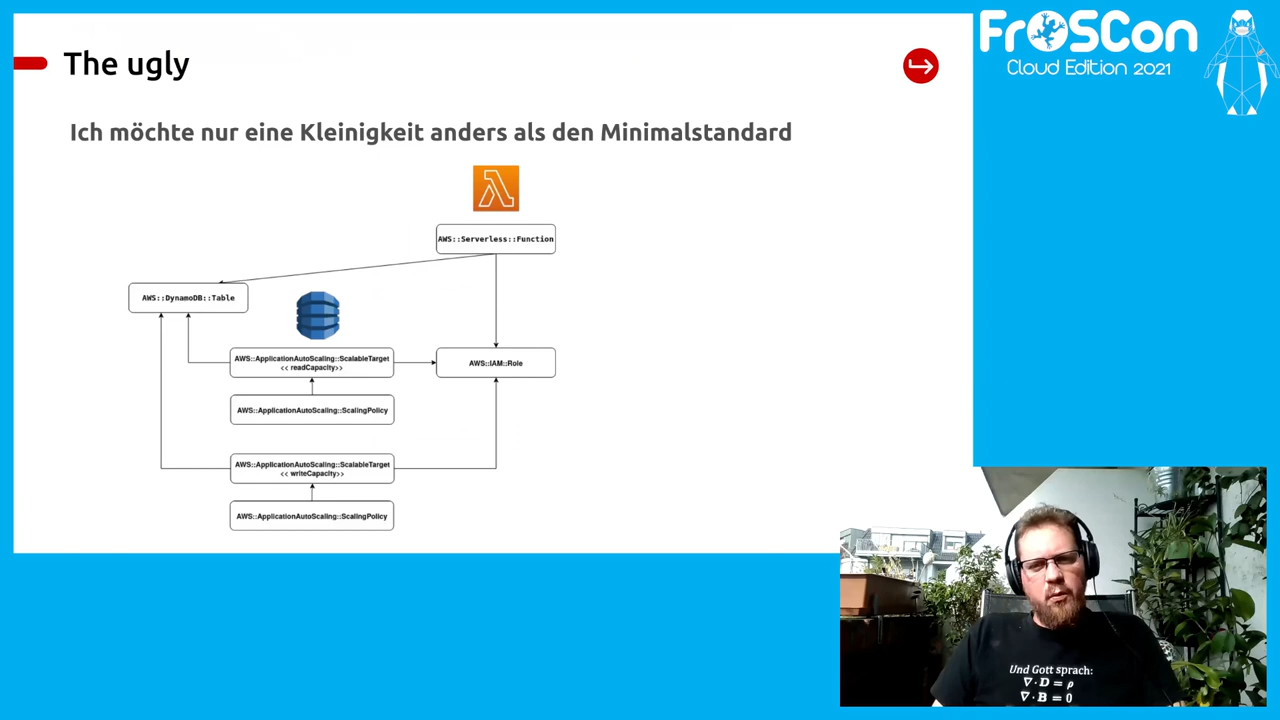 The ugly
FrOSCon
Cloud Edition 2021
Ich möchte nur eine Kleinigkeit anders als den Minimalstandard
AWS::Serverless::Function
AWS::DynamoDB::Table
AWS::ApplicationAutoScaling::ScalableTarget
<< readCapacity>>
AWS::IAM::Role
AWS::ApplicationAutoScaling::ScalingPolicy
AWS::ApplicationAutoScaling::ScalableTarget
<< writeCapacity>>
AWS::ApplicationAutoScaling::ScalingPolicy
Und Gott sprach:
∇·D = ρ
∇·B = 0